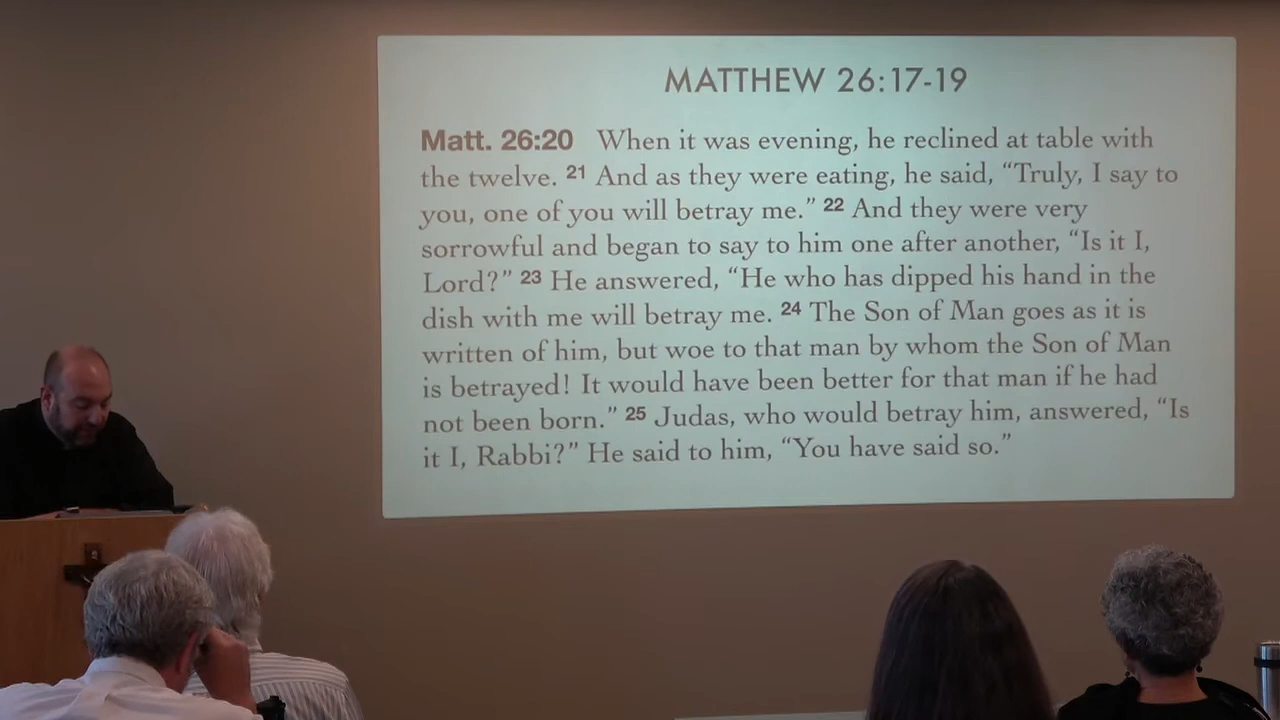 MATTHEW 26:17-19
Matt. 26:20 When it was evening, he reclined at table with
the twelve. 21 And as they were eating, he said, “Truly, I say to
you, one of you will betray me.” 22 And they were very
sorrowful and began to say to him one after another, “Is it I,
Lord?” 23 He answered, “He who has dipped his hand in the
dish with me will betray me. 24 The Son of Man goes as it is
written of him, but woe to that man by whom the Son of Man
is betrayed! It would have been better for that man if he had
not been born.” 25 Judas, who would betray him, answered, “Is
it I, Rabbi?” He said to him, “You have said so.”